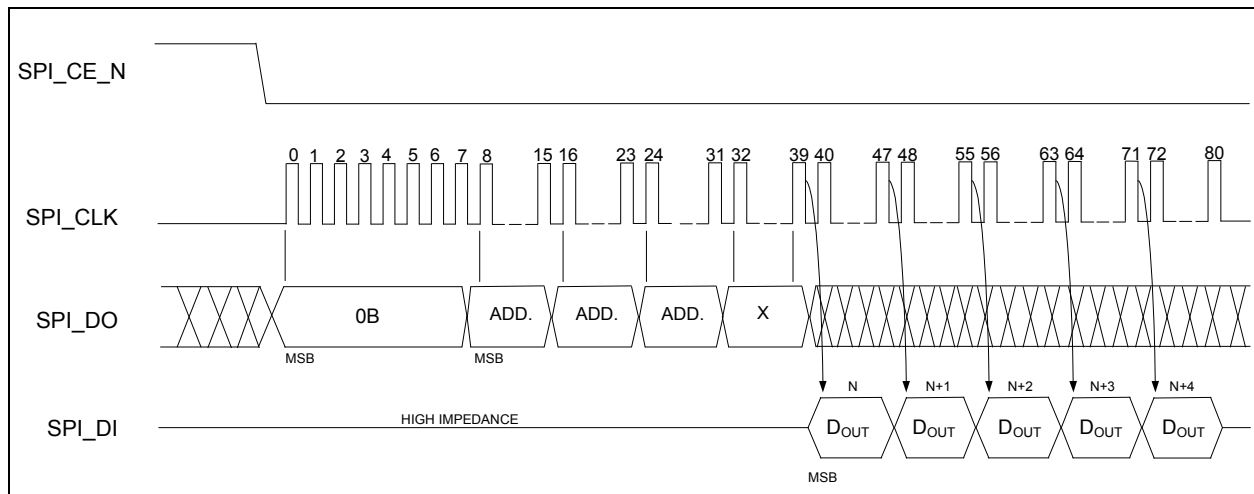 SPI_CE_N
0 1 2 3 4 5 6 7 8 15 16 23 24 31 32 39 40 47 48 55 56 63 64 71 72 80
SPI_CLK
SPI_DO
0B ADD. ADD. ADD. X
MSB MSB
N N+1 N+2 N+3 N+4
SPI_DI
HIGH IMPEDANCE
DOUT DOUT DOUT DOUT DOUT
MSB